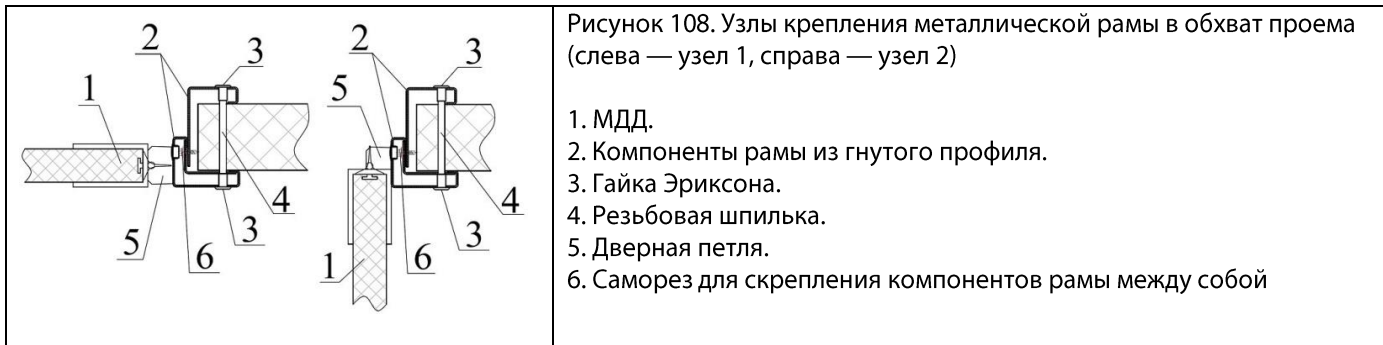 2
3
2
3
1
5
4
4
3
3
5
6
6
1
Рисунок 108. Узлы крепления металлической рамы в обхват проема
(слева — узел 1, справа — узел 2)
1. МДД.
2. Компоненты рамы из гнутого профиля.
3. Гайка Эриксона.
4. Резьбовая шпилька.
5. Дверная петля.
6. Саморез для скрепления компонентов рамы между собой